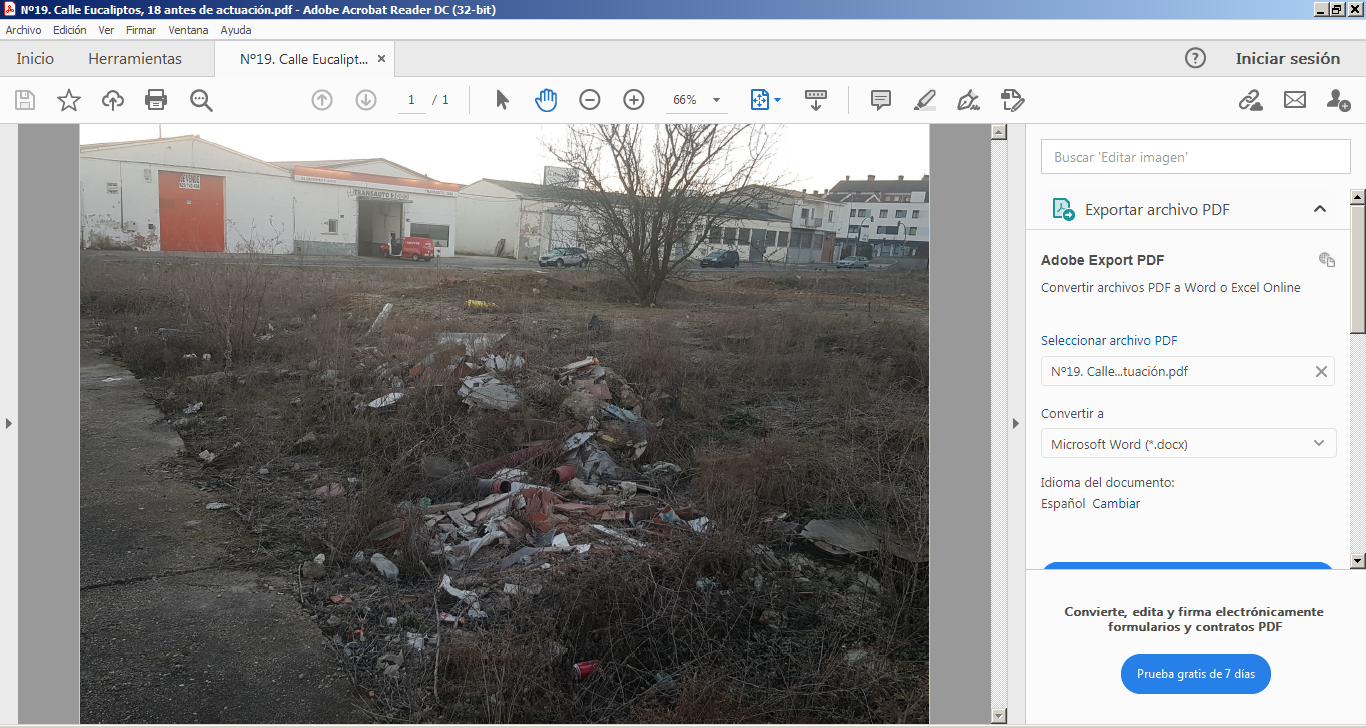 Nº19. Calle Eucaliptos, 18 antes de actuación.pdf - Adobe Acrobat Reader DC (32-bit)
Archivo Edición Ver Firmar Ventana Ayuda
Inicio Herramientas Nº19. Calle Eucalipt... × Iniciar sesión
1 / 1 66%
SE VENDE
TRANSAUTO
Buscar 'Editar imagen'
Exportar archivo PDF
Adobe Export PDF
Convertir archivos PDF a Word o Excel Online
Seleccionar archivo PDF
Nº19. Calle...tuación.pdf
Convertir a
Microsoft Word (*.docx)
Idioma del documento:
Español Cambiar
Convierte, edita y firma electrónicamente
formularios y contratos PDF
Prueba gratis de 7 días